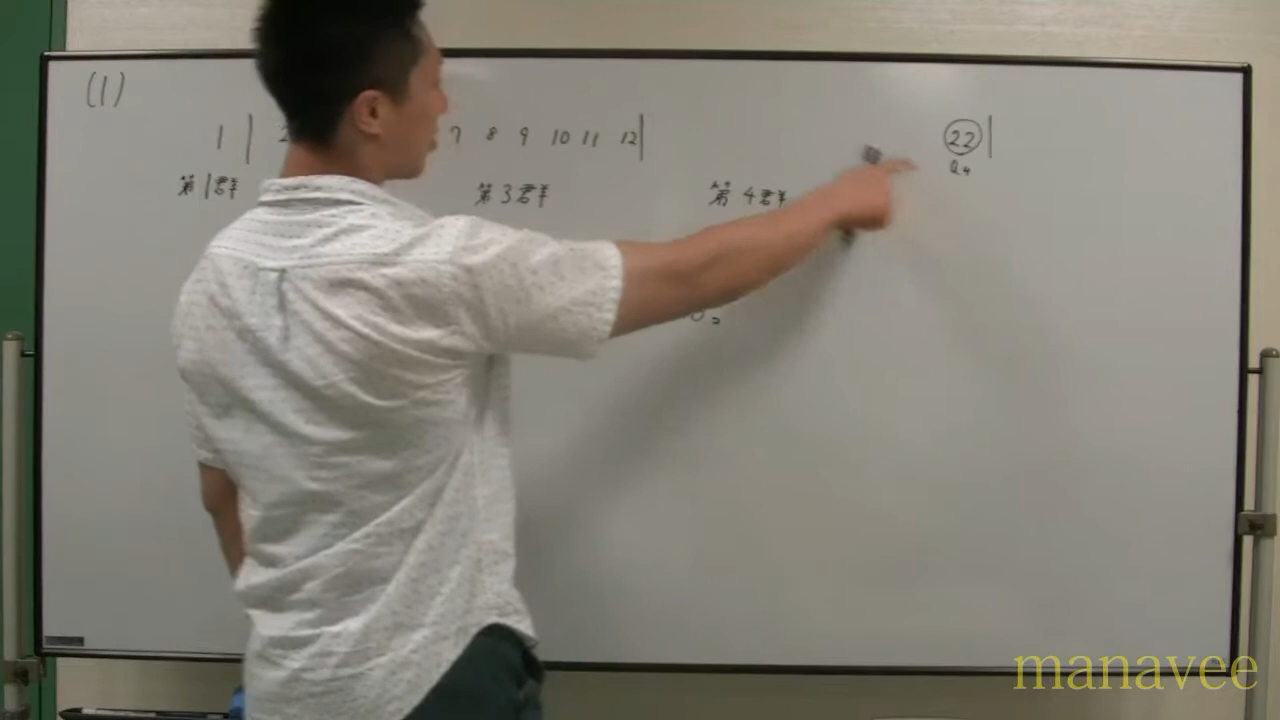 (1)
1 | 2 7 8 9 10 11 12 | 22 |
a₄
第1群 第3群 第4群
manavee